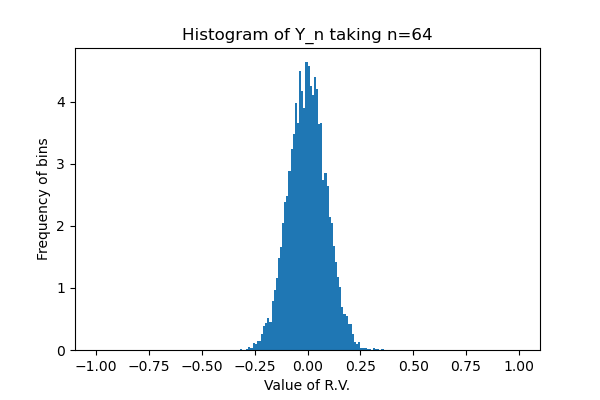 Histogram of Y_n taking n=64
Frequency of bins
4
3
2
1
0
−1.00 −0.75 −0.50 −0.25 0.00 0.25 0.50 0.75 1.00
Value of R.V.